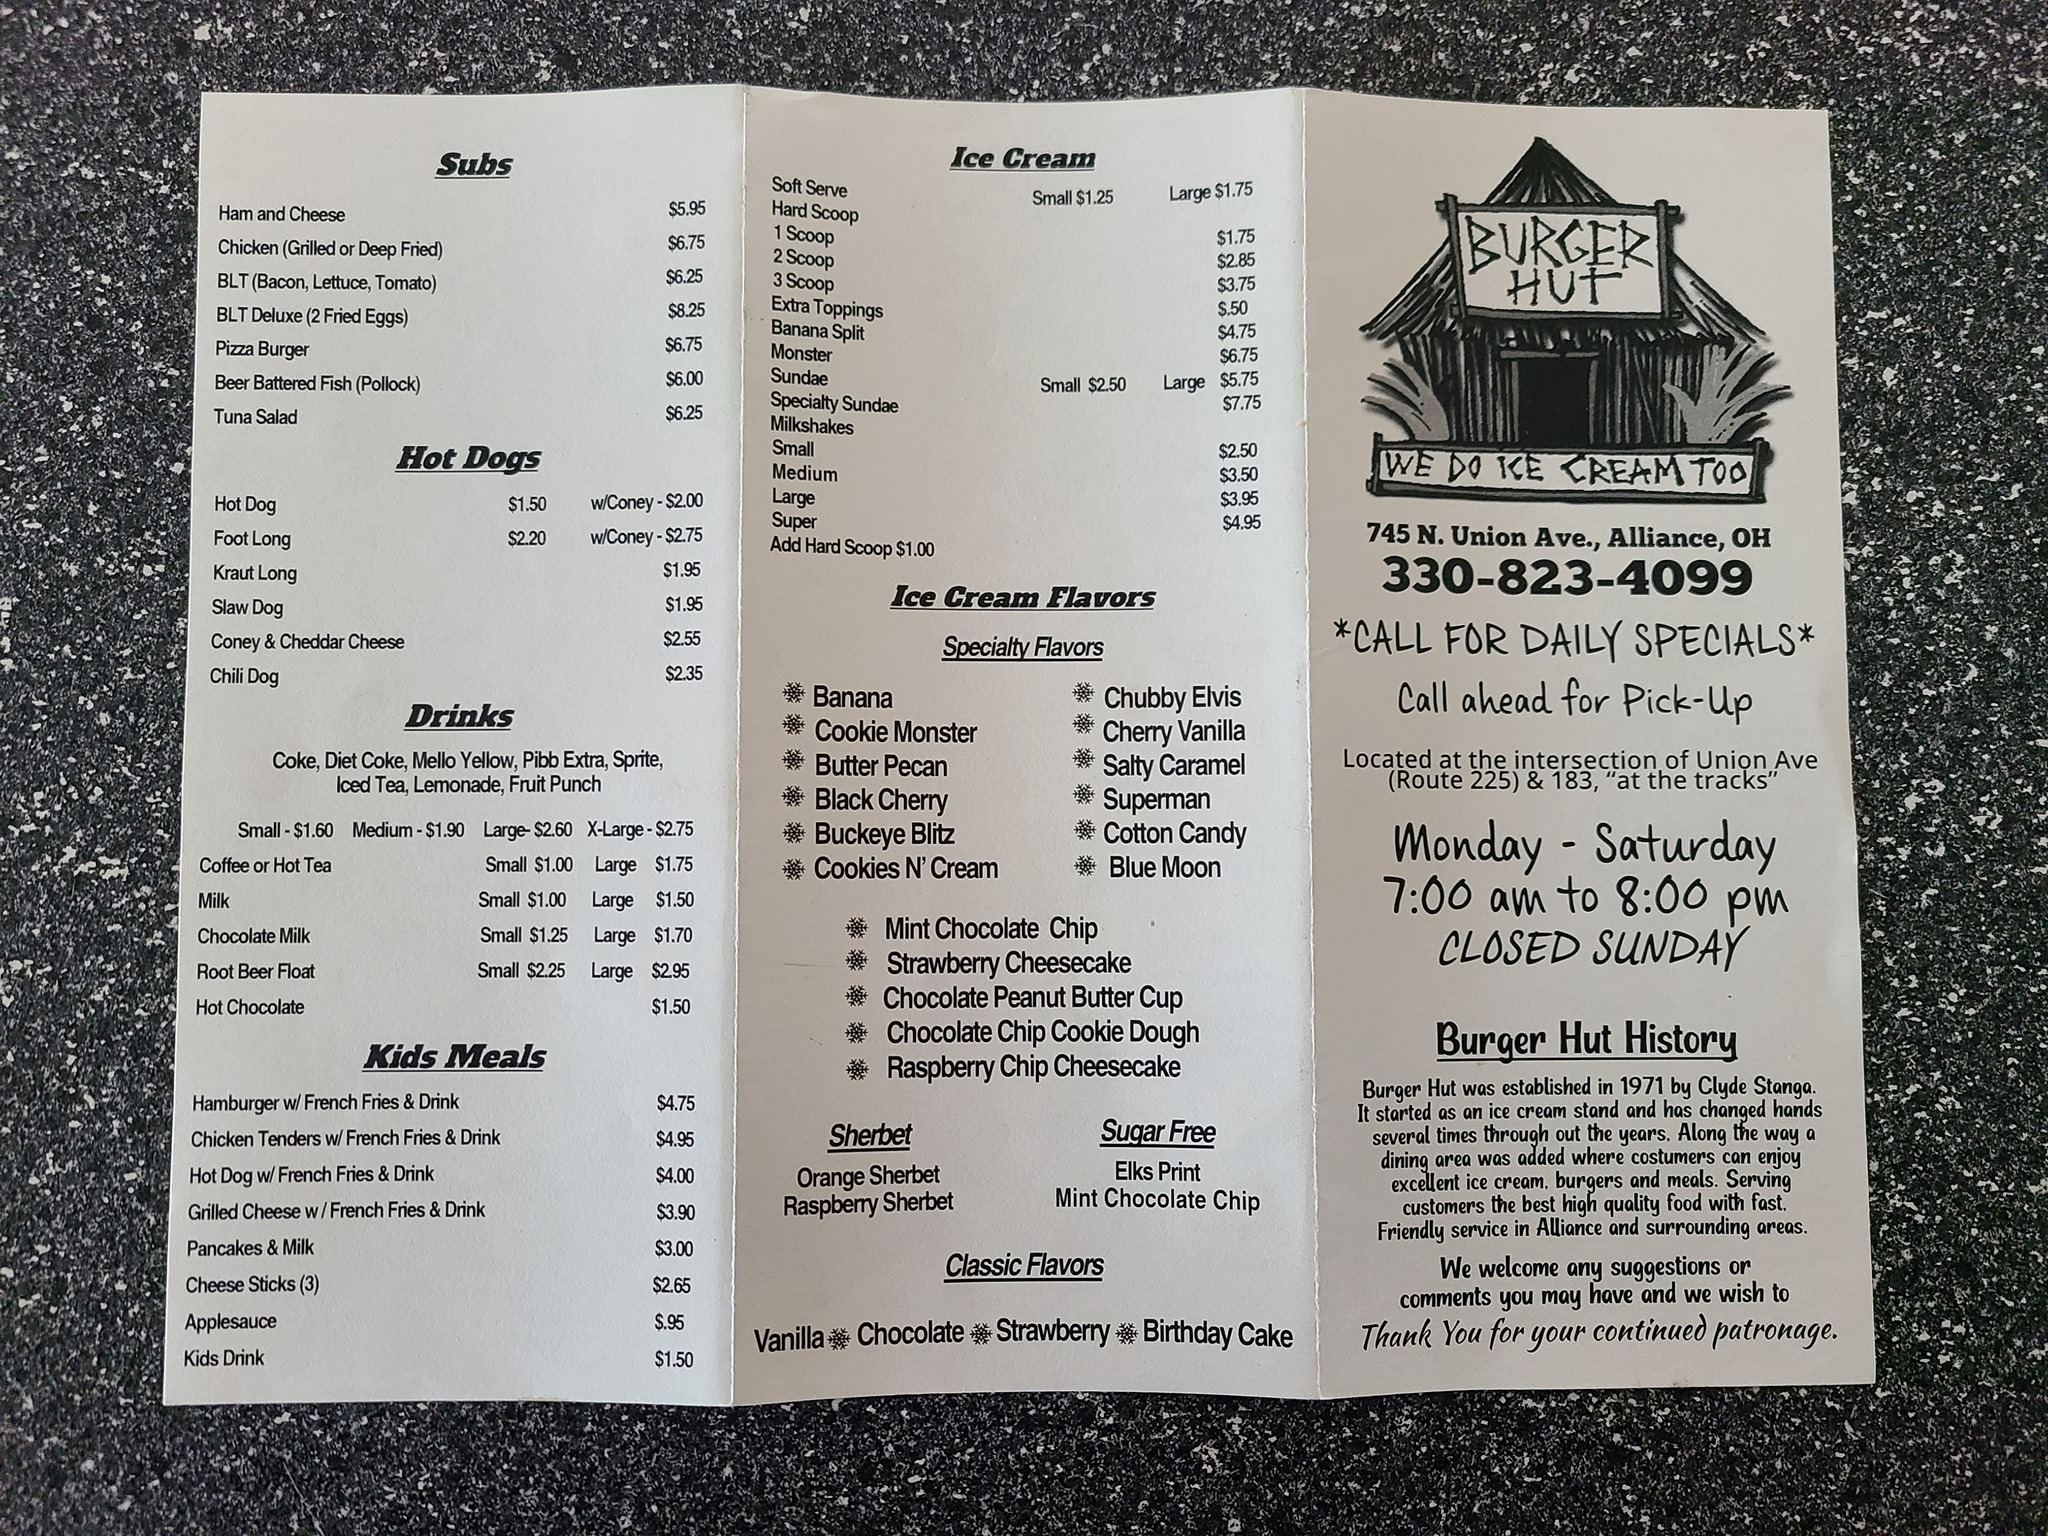 Subs
Ham and Cheese $5.95
Chicken (Grilled or Deep Fried) $6.75
BLT (Bacon, Lettuce, Tomato) $6.25
BLT Deluxe (2 Fried Eggs) $8.25
Pizza Burger $6.75
Beer Battered Fish (Pollock) $6.00
Tuna Salad $6.25
Hot Dogs
Hot Dog $1.50 w/Coney - $2.00
Foot Long $2.20 w/Coney - $2.75
Kraut Long $1.95
Slaw Dog $1.95
Coney & Cheddar Cheese $2.55
Chili Dog $2.35
Drinks
Coke, Diet Coke, Mello Yellow, Pibb Extra, Sprite,
Iced Tea, Lemonade, Fruit Punch
Small - $1.60 Medium - $1.90 Large- $2.60 X-Large - $2.75
Coffee or Hot Tea Small $1.00 Large $1.75
Milk Small $1.00 Large $1.50
Chocolate Milk Small $1.25 Large $1.70
Root Beer Float Small $2.25 Large $2.95
Hot Chocolate $1.50
Kids Meals
Hamburger w/ French Fries & Drink $4.75
Chicken Tenders w/ French Fries & Drink $4.95
Hot Dog w/ French Fries & Drink $4.00
Grilled Cheese w / French Fries & Drink $3.90
Pancakes & Milk $3.00
Cheese Sticks (3) $2.65
Applesauce $.95
Kids Drink $1.50
Ice Cream
Soft Serve Small $1.25 Large $1.75
Hard Scoop
1 Scoop $1.75
2 Scoop $2.85
3 Scoop $3.75
Extra Toppings $.50
Banana Split $4.75
Monster $6.75
Sundae Small $2.50 Large $5.75
Specialty Sundae $7.75
Milkshakes
Small $2.50
Medium $3.50
Large $3.95
Super $4.95
Add Hard Scoop $1.00
Ice Cream Flavors
Specialty Flavors
Banana Chubby Elvis
Cookie Monster Cherry Vanilla
Butter Pecan Salty Caramel
Black Cherry Superman
Buckeye Blitz Cotton Candy
Cookies N' Cream Blue Moon
Mint Chocolate Chip
Strawberry Cheesecake
Chocolate Peanut Butter Cup
Chocolate Chip Cookie Dough
Raspberry Chip Cheesecake
Sherbet
Orange Sherbet
Raspberry Sherbet
Sugar Free
Elks Print
Mint Chocolate Chip
Classic Flavors
Vanilla Chocolate Strawberry Birthday Cake
BURGER
HUT
WE DO ICE CREAM TOO
745 N. Union Ave., Alliance, OH
330-823-4099
*CALL FOR DAILY SPECIALS*
Call ahead for Pick-Up
Located at the intersection of Union Ave
(Route 225) & 183, "at the tracks"
Monday - Saturday
7:00 am to 8:00 pm
CLOSED SUNDAY
Burger Hut History
Burger Hut was established in 1971 by Clyde Stanga.
It started as an ice cream stand and has changed hands
several times through out the years. Along the way a
dining area was added where costumers can enjoy
excellent ice cream, burgers and meals. Serving
customers the best high quality food with fast.
Friendly service in Alliance and surrounding areas.
We welcome any suggestions or
comments you may have and we wish to
Thank You for your continued patronage.